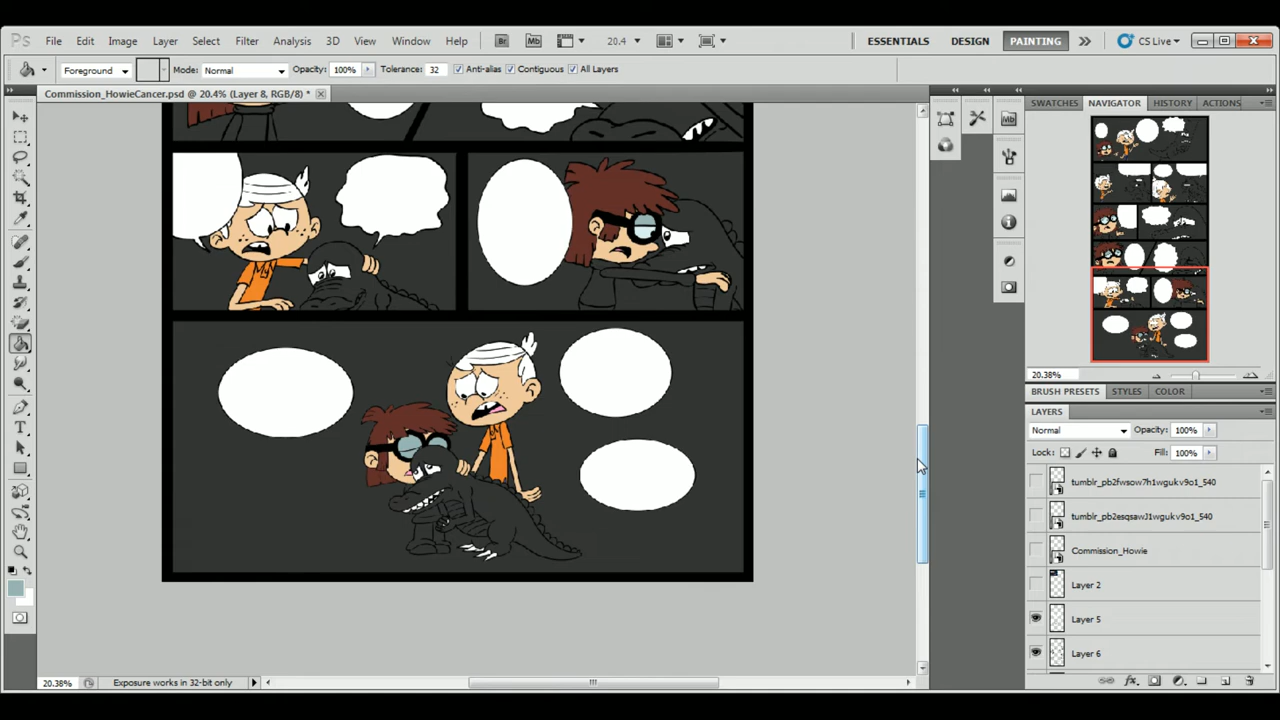 Ps File Edit Image Layer Select Filter Analysis 3D View Window Help Br Mb 20.4 ESSENTIALS DESIGN PAINTING CS Live
Foreground Mode: Normal Opacity: 100% Tolerance: 32 Anti-alias Contiguous All Layers
Commission_HowieCancer.psd @ 20.4% (Layer 8, RGB/8) *
SWATCHES NAVIGATOR HISTORY ACTIONS
Mb
20.38%
BRUSH PRESETS STYLES COLOR
LAYERS
Normal Opacity: 100%
Lock: Fill: 100%
tumblr_pb2fwsow7h1wgukv9o1_540
tumblr_pb2esqsawJ1wgukv9o1_540
Commission_Howie
Layer 2
Layer 5
Layer 6
20.38% Exposure works in 32-bit only